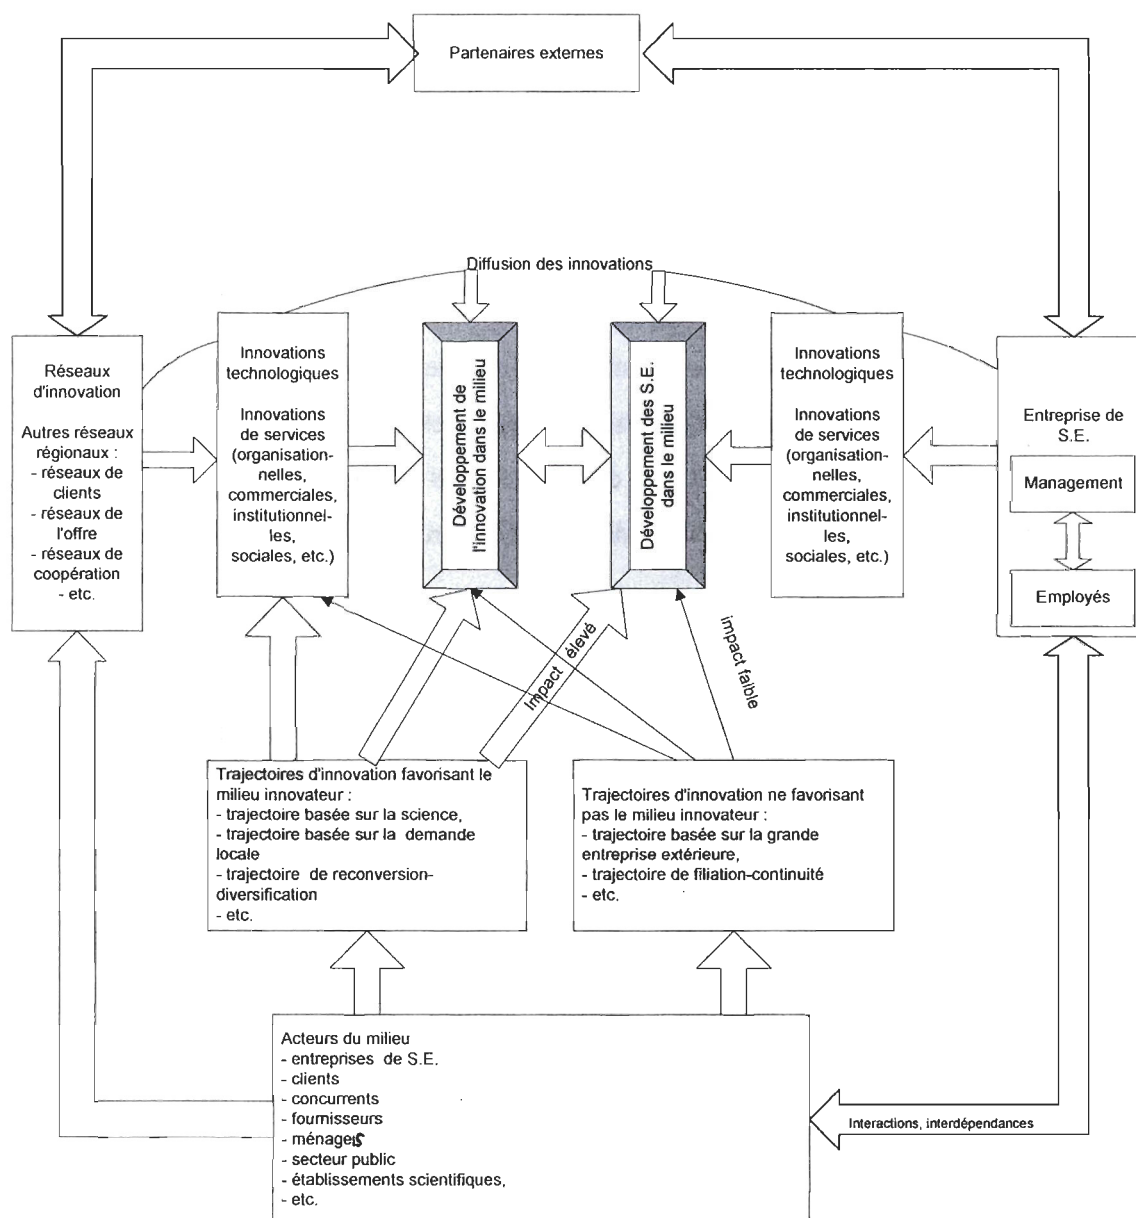 Partenaires externes
Diffusion des innovations
Réseaux
d'innovation
Autres réseaux
régionaux :
- réseaux de
clients
- réseaux de
l'offre
- réseaux de
coopération
- etc.
Innovations
technologiques
Innovations
de services
(organisation-
nelles,
commerciales,
institutionnel-
les,
sociales, etc.)
Développement de
l'innovation dans le milieu
Développement des S.E.
dans le milieu
Innovations
technologiques
Innovations
de services
(organisation-
nelles,
commerciales,
institutionnel-
les,
sociales, etc.)
Entreprise de
S.E.
Management
Employés
Impact élevé
impact faible
Trajectoires d'innovation favorisant le
milieu innovateur :
- trajectoire basée sur la science,
- trajectoire basée sur la demande
locale
- trajectoire de reconversion-
diversification
- etc.
Trajectoires d'innovation ne favorisant
pas le milieu innovateur :
- trajectoire basée sur la grande
entreprise extérieure,
- trajectoire de filiation-continuité
- etc.
Acteurs du milieu
- entreprises de S.E.
- clients
- concurrents
- fournisseurs
- ménages
- secteur public
- établissements scientifiques,
- etc.
Interactions, interdépendances